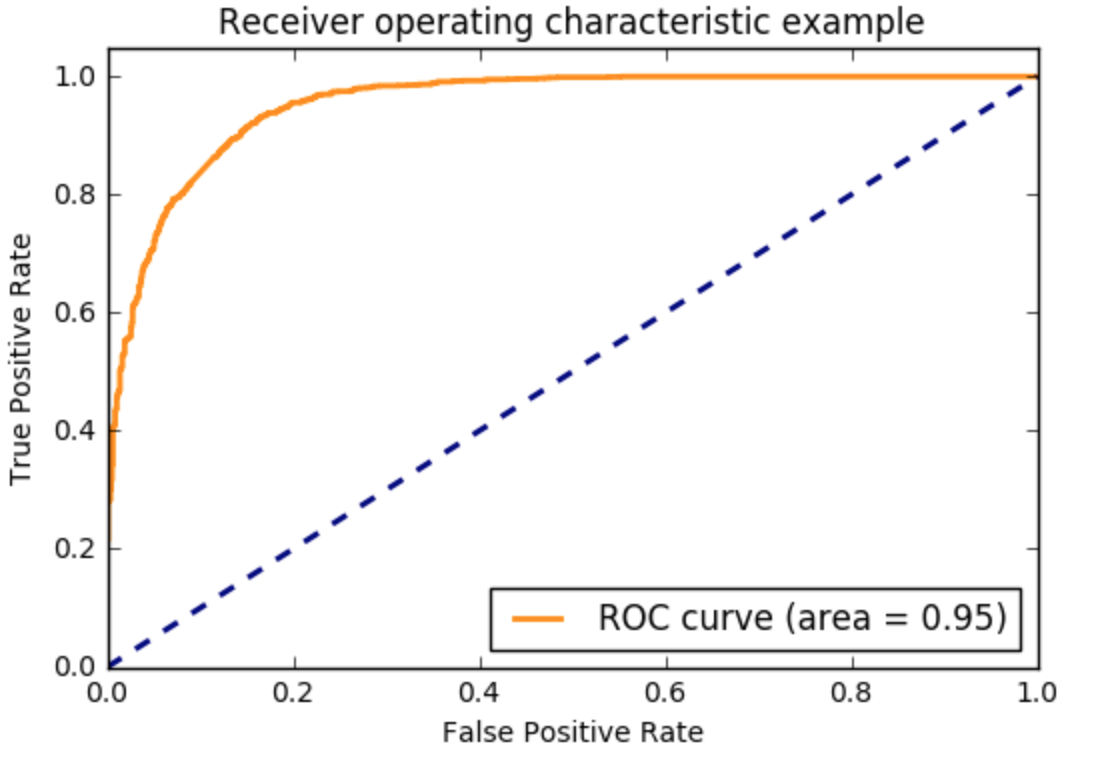 Receiver operating characteristic example
1.0
0.8
0.6
0.4
0.2
0.0
True Positive Rate
ROC curve (area = 0.95)
0.0 0.2 0.4 0.6 0.8 1.0
False Positive Rate